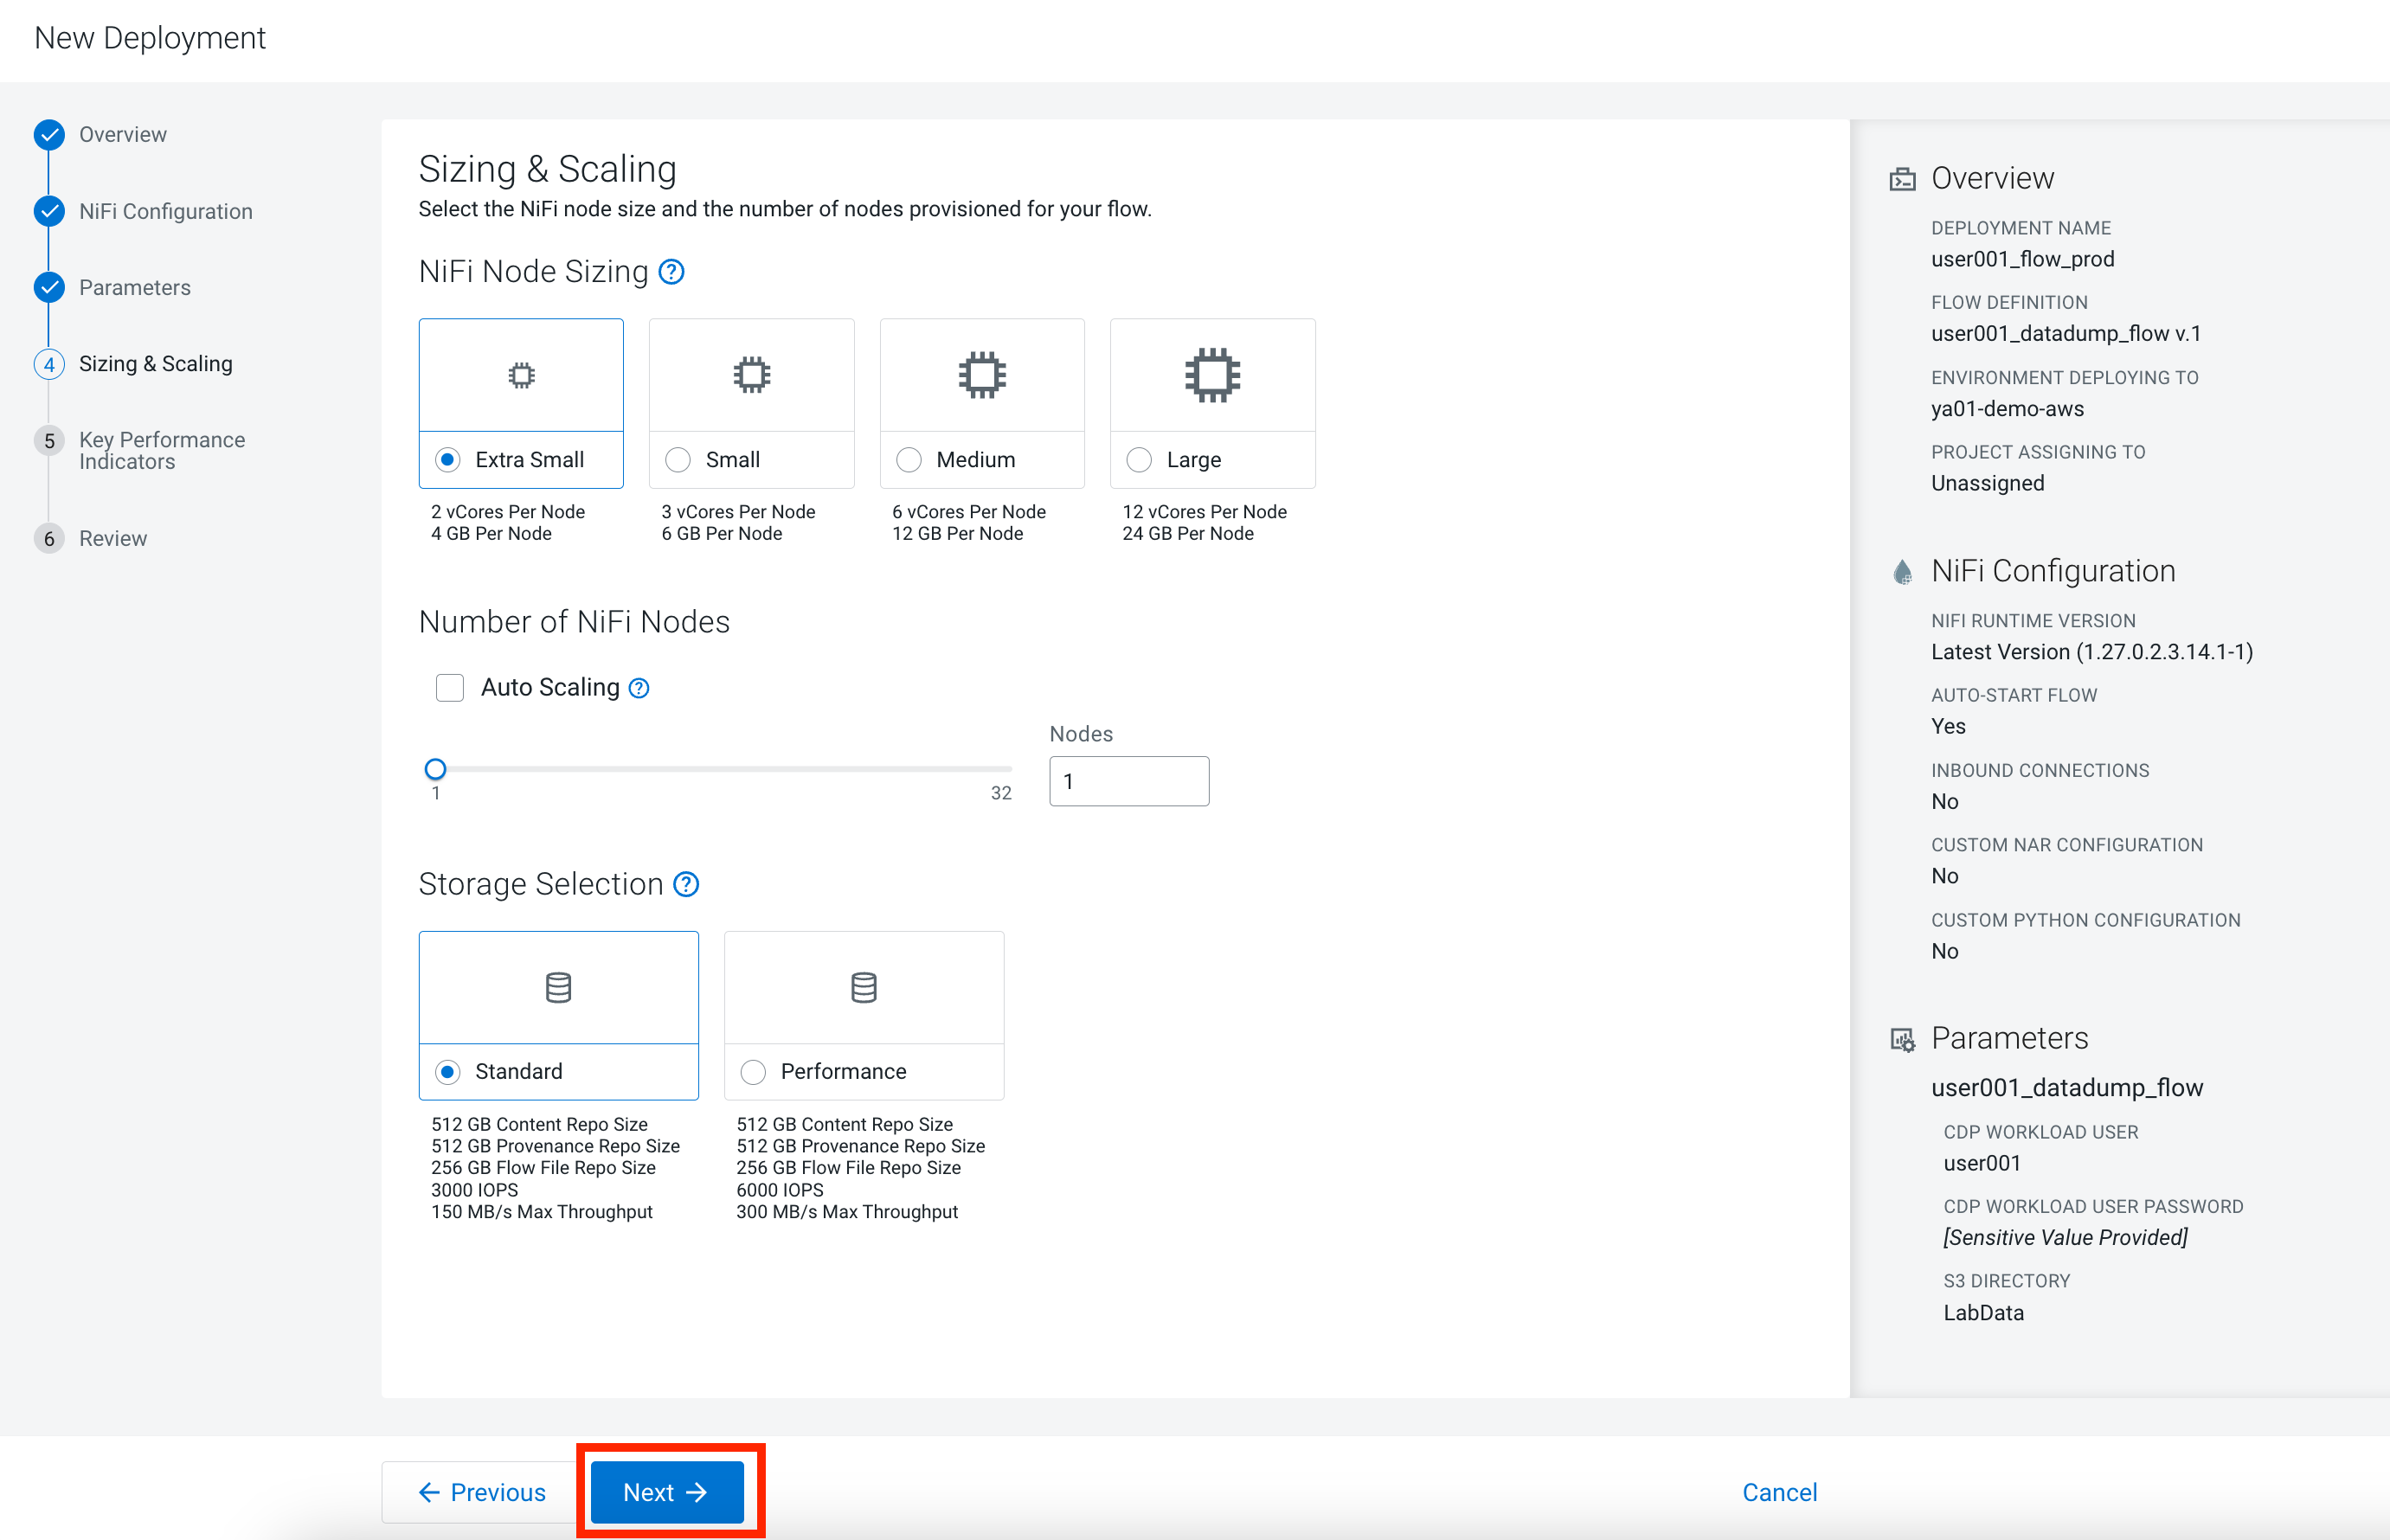 New Deployment
Overview
NiFi Configuration
Parameters
4
Sizing & Scaling
5
Key Performance
Indicators
6
Review
Sizing & Scaling
Select the NiFi node size and the number of nodes provisioned for your flow.
NiFi Node Sizing ?
Extra Small
2 vCores Per Node
4 GB Per Node
Small
3 vCores Per Node
6 GB Per Node
Medium
6 vCores Per Node
12 GB Per Node
Large
12 vCores Per Node
24 GB Per Node
Number of NiFi Nodes
Auto Scaling ?
1
32
Nodes
1
Storage Selection ?
Standard
512 GB Content Repo Size
512 GB Provenance Repo Size
256 GB Flow File Repo Size
3000 IOPS
150 MB/s Max Throughput
Performance
512 GB Content Repo Size
512 GB Provenance Repo Size
256 GB Flow File Repo Size
6000 IOPS
300 MB/s Max Throughput
Overview
DEPLOYMENT NAME
user001_flow_prod
FLOW DEFINITION
user001_datadump_flow v.1
ENVIRONMENT DEPLOYING TO
ya01-demo-aws
PROJECT ASSIGNING TO
Unassigned
NiFi Configuration
NIFI RUNTIME VERSION
Latest Version (1.27.0.2.3.14.1-1)
AUTO-START FLOW
Yes
INBOUND CONNECTIONS
No
CUSTOM NAR CONFIGURATION
No
CUSTOM PYTHON CONFIGURATION
No
Parameters
user001_datadump_flow
CDP WORKLOAD USER
user001
CDP WORKLOAD USER PASSWORD
[Sensitive Value Provided]
S3 DIRECTORY
LabData
← Previous
Next →
Cancel